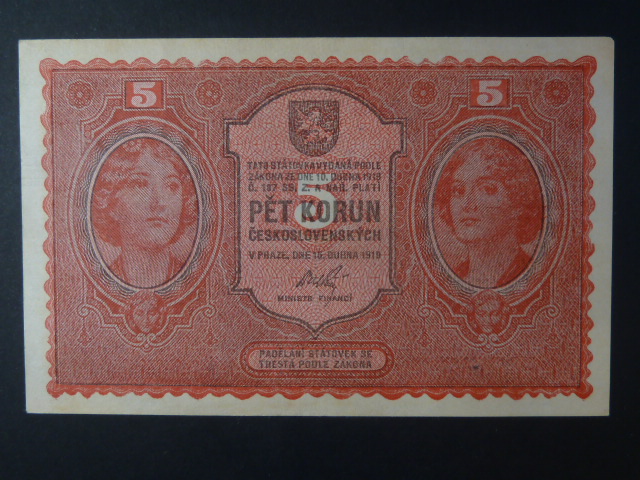 5 5
TATO STÁTOVKA VYDANÁ PODLE
ZÁKONA ZE DNE 10. DUBNA 1919
Č. 187 SB. Z. A NAŘ. PLATÍ
5
PĚT KORUN
ČESKOSLOVENSKÝCH
V PRAZE, DNE 15. DUBNA 1919
MINISTR FINANCÍ
PADĚLÁNÍ STÁTOVEK SE
TRESTÁ PODLE ZÁKONA